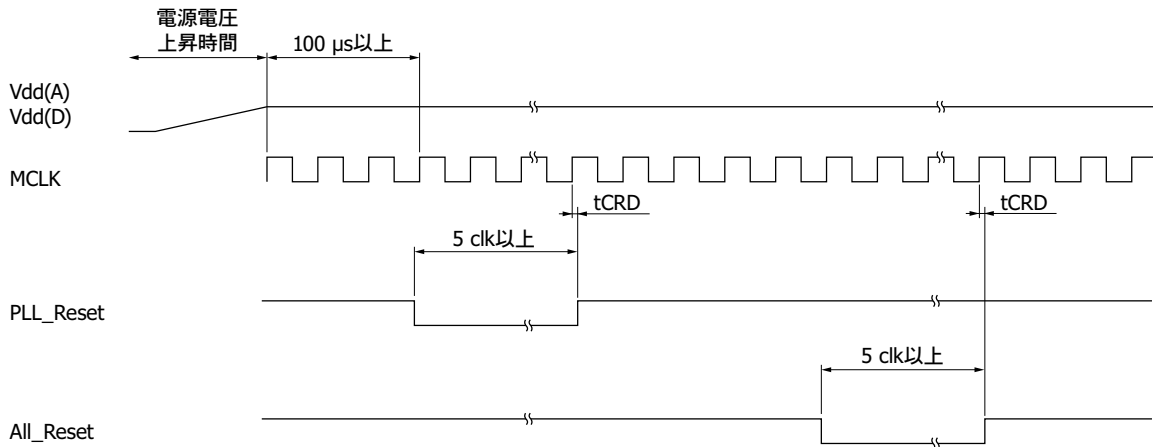 電源電圧
上昇時間
100 µs以上
Vdd(A)
Vdd(D)
MCLK
tCRD
tCRD
5 clk以上
PLL_Reset
5 clk以上
All_Reset